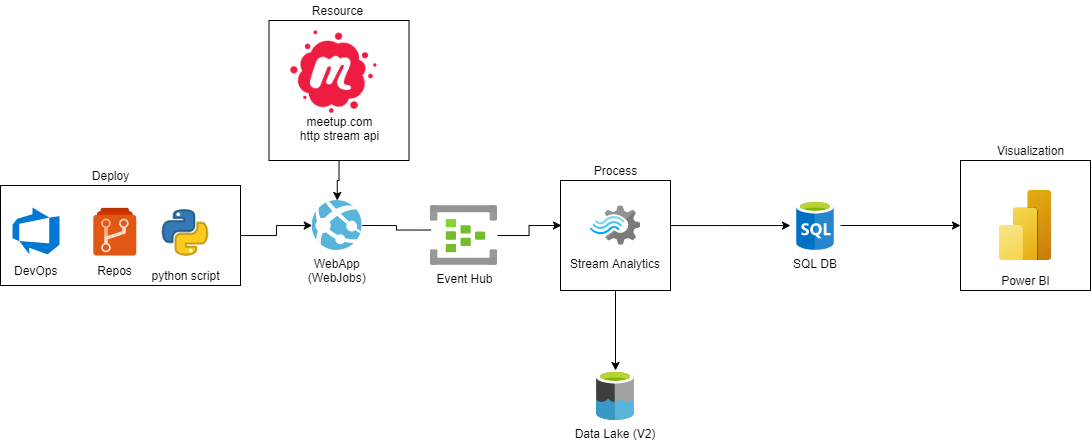 Resource
m
meetup.com
http stream api
Deploy
DevOps
Repos
python script
WebApp
(WebJobs)
Event Hub
Process
Stream Analytics
SQL
SQL DB
Visualization
Power BI
Data Lake (V2)